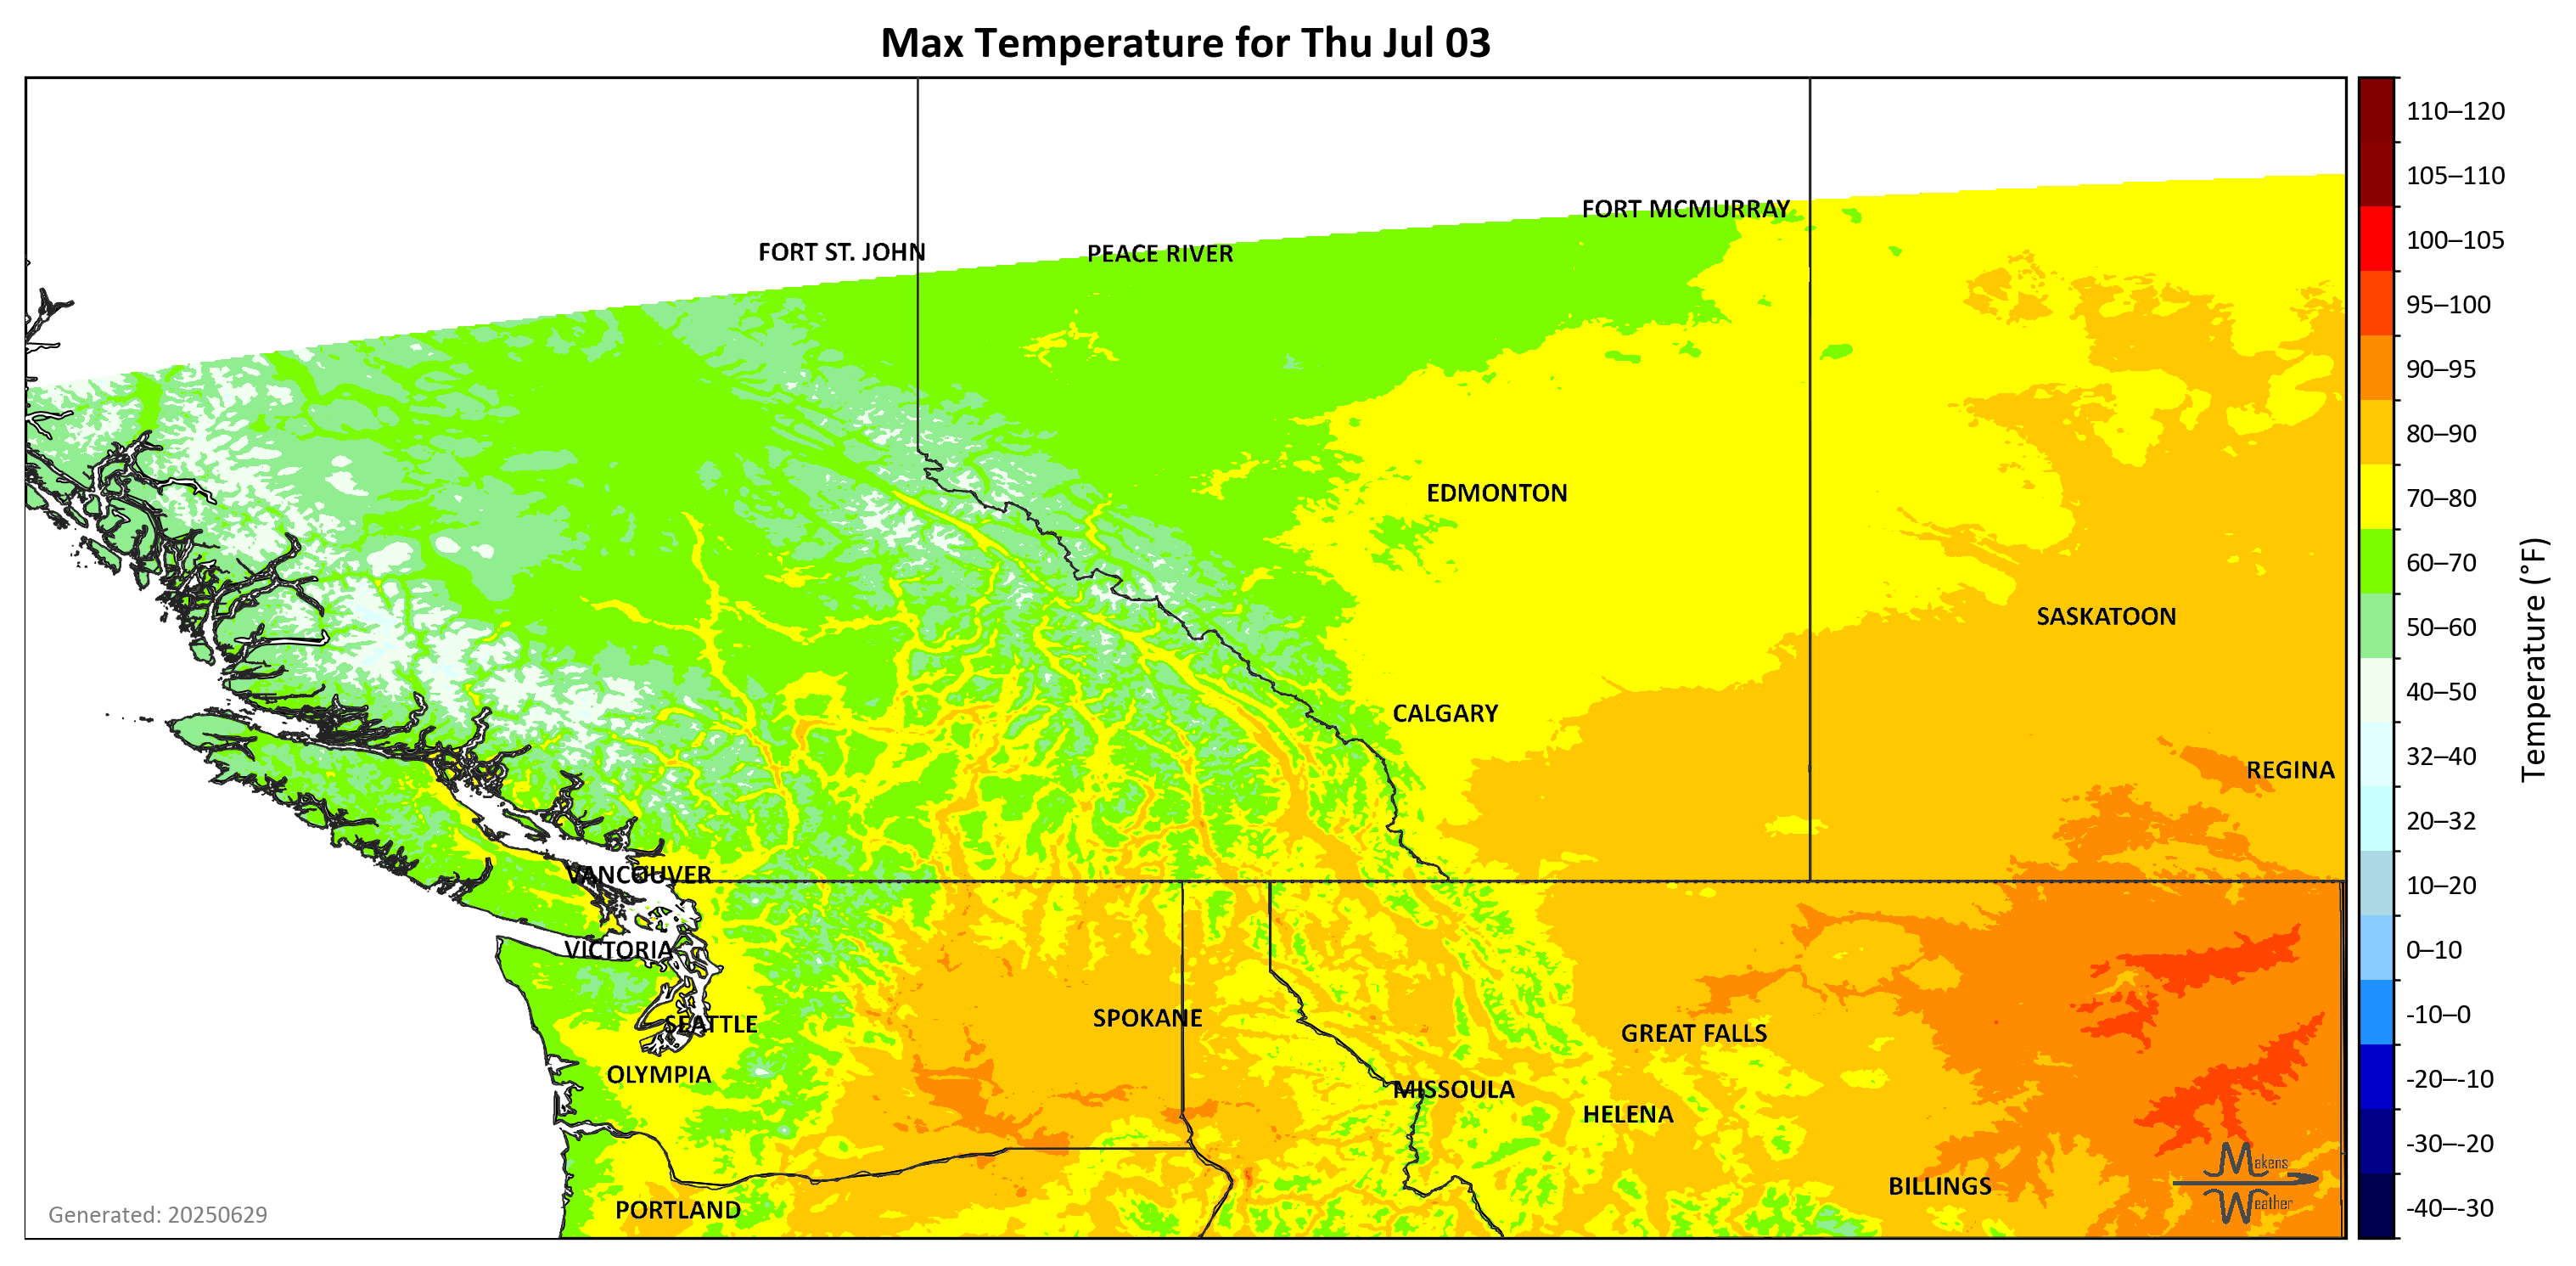 Max Temperature for Thu Jul 03
FORT MCMURRAY
FORT ST. JOHN
PEACE RIVER
EDMONTON
SASKATOON
CALGARY
REGINA
VANCOUVER
VICTORIA
SEATTLE
SPOKANE
GREAT FALLS
OLYMPIA
MISSOULA
HELENA
BILLINGS
PORTLAND
Makens
Weather
Generated: 20250629
110–120
105–110
100–105
95–100
90–95
80–90
70–80
60–70
50–60
40–50
32–40
20–32
10–20
0–10
-10–0
-20–-10
-30–-20
-40–-30
Temperature (°F)